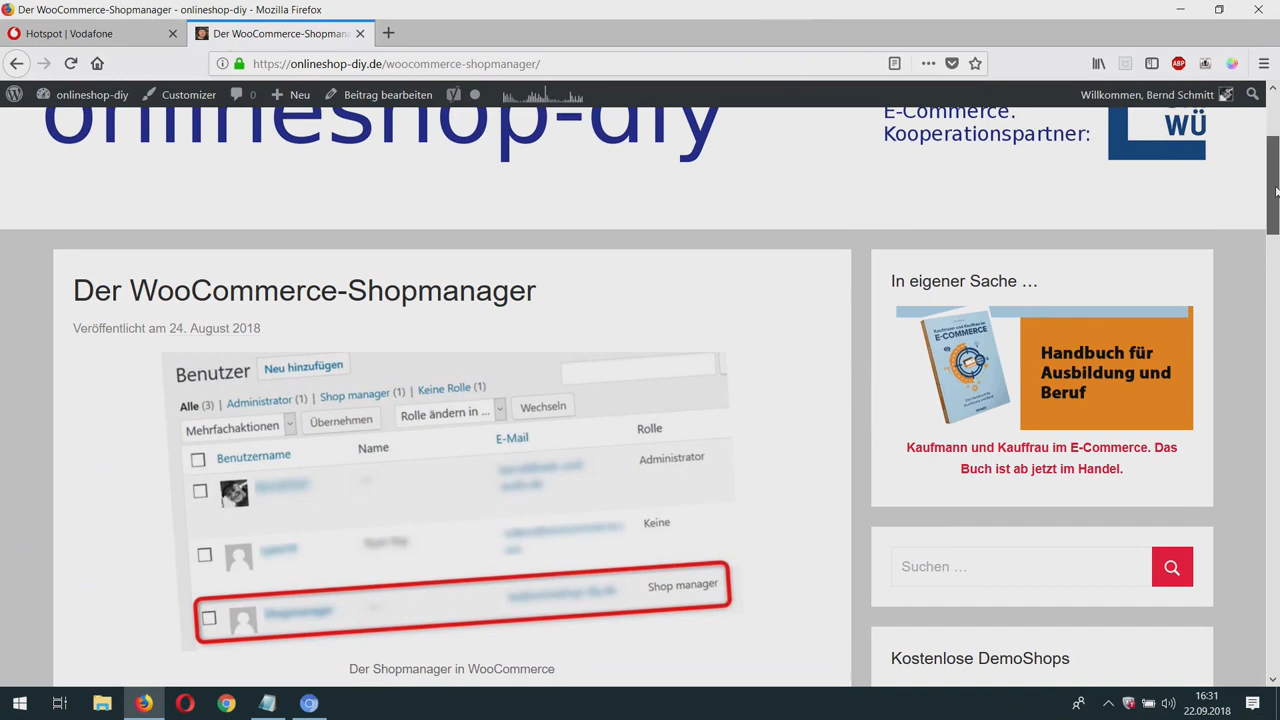 Der WooCommerce-Shopmanager - onlineshop-diy - Mozilla Firefox
Hotspot | Vodafone
Der WooCommerce-Shopmana
https://onlineshop-diy.de/woocommerce-shopmanager/
ABP
onlineshop-diy
Customizer
0
Neu
Beitrag bearbeiten
Willkommen, Bernd Schmitt
onlineshop-diy
E-Commerce.
Kooperationspartner:
WÜ
Der WooCommerce-Shopmanager
Veröffentlicht am 24. August 2018
Benutzer
Neu hinzufügen
Alle (3) | Administrator (1) | Shop manager (1) | Keine Rolle (1)
Mehrfachaktionen
Übernehmen
Rolle ändern in ...
Wechseln
Benutzername
Name
E-Mail
Rolle
Administrator
Keine
Shop manager
Der Shopmanager in WooCommerce
In eigener Sache …
Kaufmann und Kauffrau im
E-COMMERCE
Handbuch für
Ausbildung und
Beruf
Kaufmann und Kauffrau im E-Commerce. Das
Buch ist ab jetzt im Handel.
Suchen …
Kostenlose DemoShops
16:31
22.09.2018